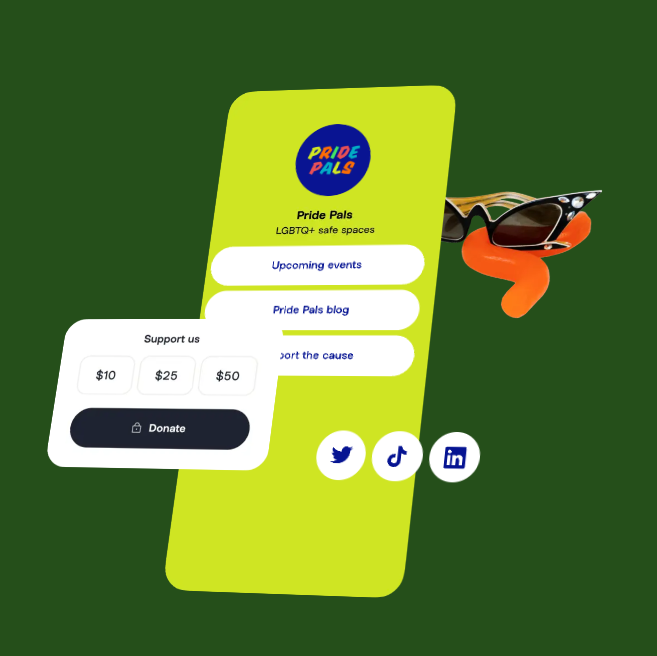 PRIDE
PALS
Pride Pals
LGBTQ+ safe spaces
Upcoming events
Pride Pals blog
port the cause
Support us
$10 $25 $50
Donate
in